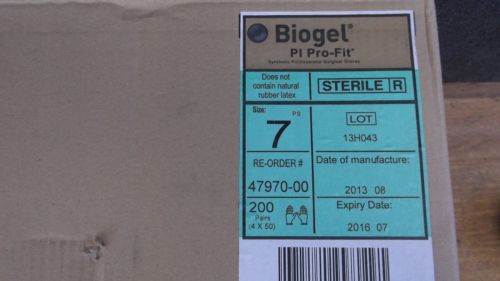 Biogel®
PI Pro-Fit®
Synthetic Polyisoprene Surgical Gloves
Does not
contain natural
rubber latex
STERILE R
Size:
7 PS
LOT
13H043
RE-ORDER #
47970-00
Date of manufacture:
2013 08
200
Pairs
(4 X 50)
Expiry Date:
2016 07